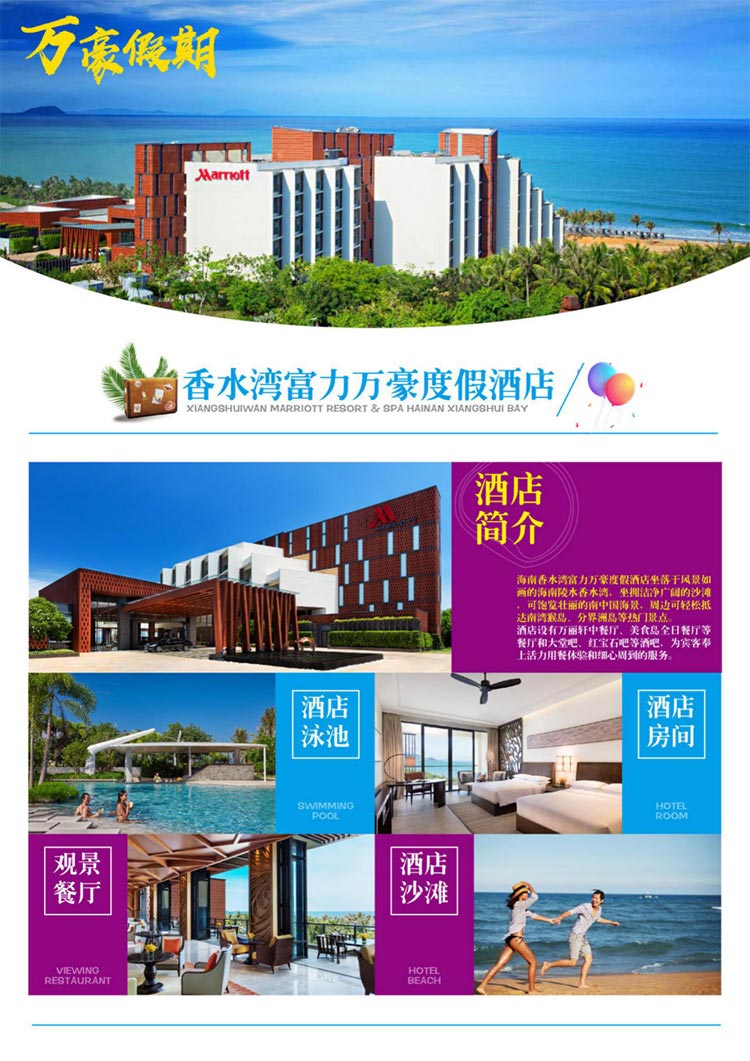 万豪假期
Marriott
香水湾富力万豪度假酒店
XIANGSHUIWAN MARRIOTT RESORT & SPA HAINAN XIANGSHUI BAY
酒店
简介
海南香水湾富力万豪度假酒店坐落于风景如
画的海南陵水香水湾，坐拥洁净广阔的沙滩
，可饱览壮丽的南中国海景，周边可轻松抵
达南湾猴岛、分界洲岛等热门景点。
酒店设有万丽轩中餐厅、美食岛全日餐厅等
餐厅和大堂吧、红宝石吧等酒吧，为宾客奉
上活力用餐体验和细心周到的服务。
酒店
泳池
SWIMMING
POOL
酒店
房间
HOTEL
ROOM
观景
餐厅
VIEWING
RESTAURANT
酒店
沙滩
HOTEL
BEACH